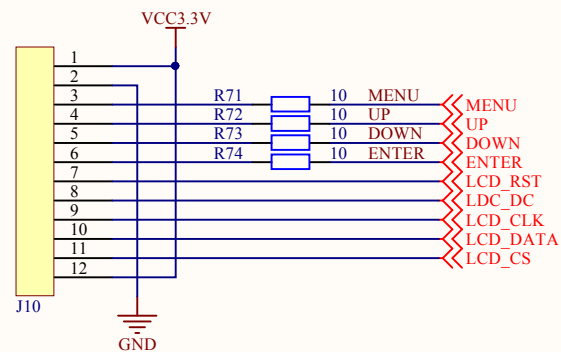 VCC3.3V
1
2
3 R71 10 MENU MENU
4 R72 10 UP UP
5 R73 10 DOWN DOWN
6 R74 10 ENTER ENTER
7 LCD_RST
8 LDC_DC
9 LCD_CLK
10 LCD_DATA
11 LCD_CS
12
J10
GND